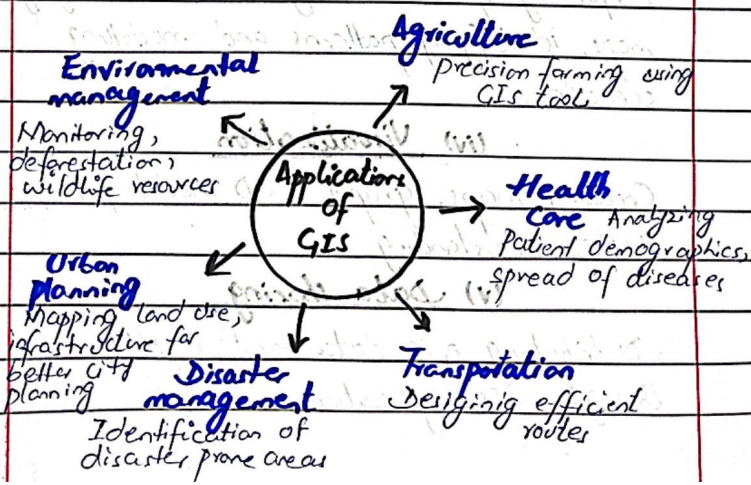 Agriculture
precision farming using
GIS tool,
Environmental
management
Monitoring,
deforestation,
wildlife resources
Applications
of
GIS
Health
Care Analyzing
patient demographics,
spread of diseases
Urban
planning
Mapping land use,
infrastructure for
better city
planning
Disaster
management
Identification of
disaster prone areas
Transportation
Desiginig efficient
routes